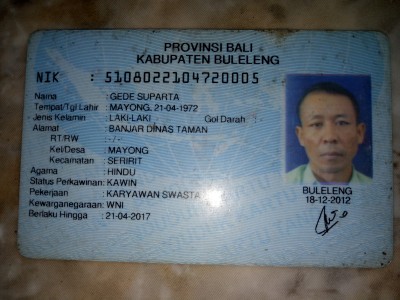 PROVINSI BALI
KABUPATEN BULELENG
NIK : 5108022104720005
Nama : GEDE SUPARTA
Tempat/Tgl Lahir : MAYONG, 21-04-1972
Jenis Kelamin : LAKI-LAKI Gol Darah :
Alamat : BANJAR DINAS TAMAN
RT/RW : -/-
Kel/Desa : MAYONG
Kecamatan : SERIRIT
Agama : HINDU
Status Perkawinan: KAWIN
Pekerjaan : KARYAWAN SWASTA
Kewarganegaraan: WNI
Berlaku Hingga : 21-04-2017
BULELENG
18-12-2012